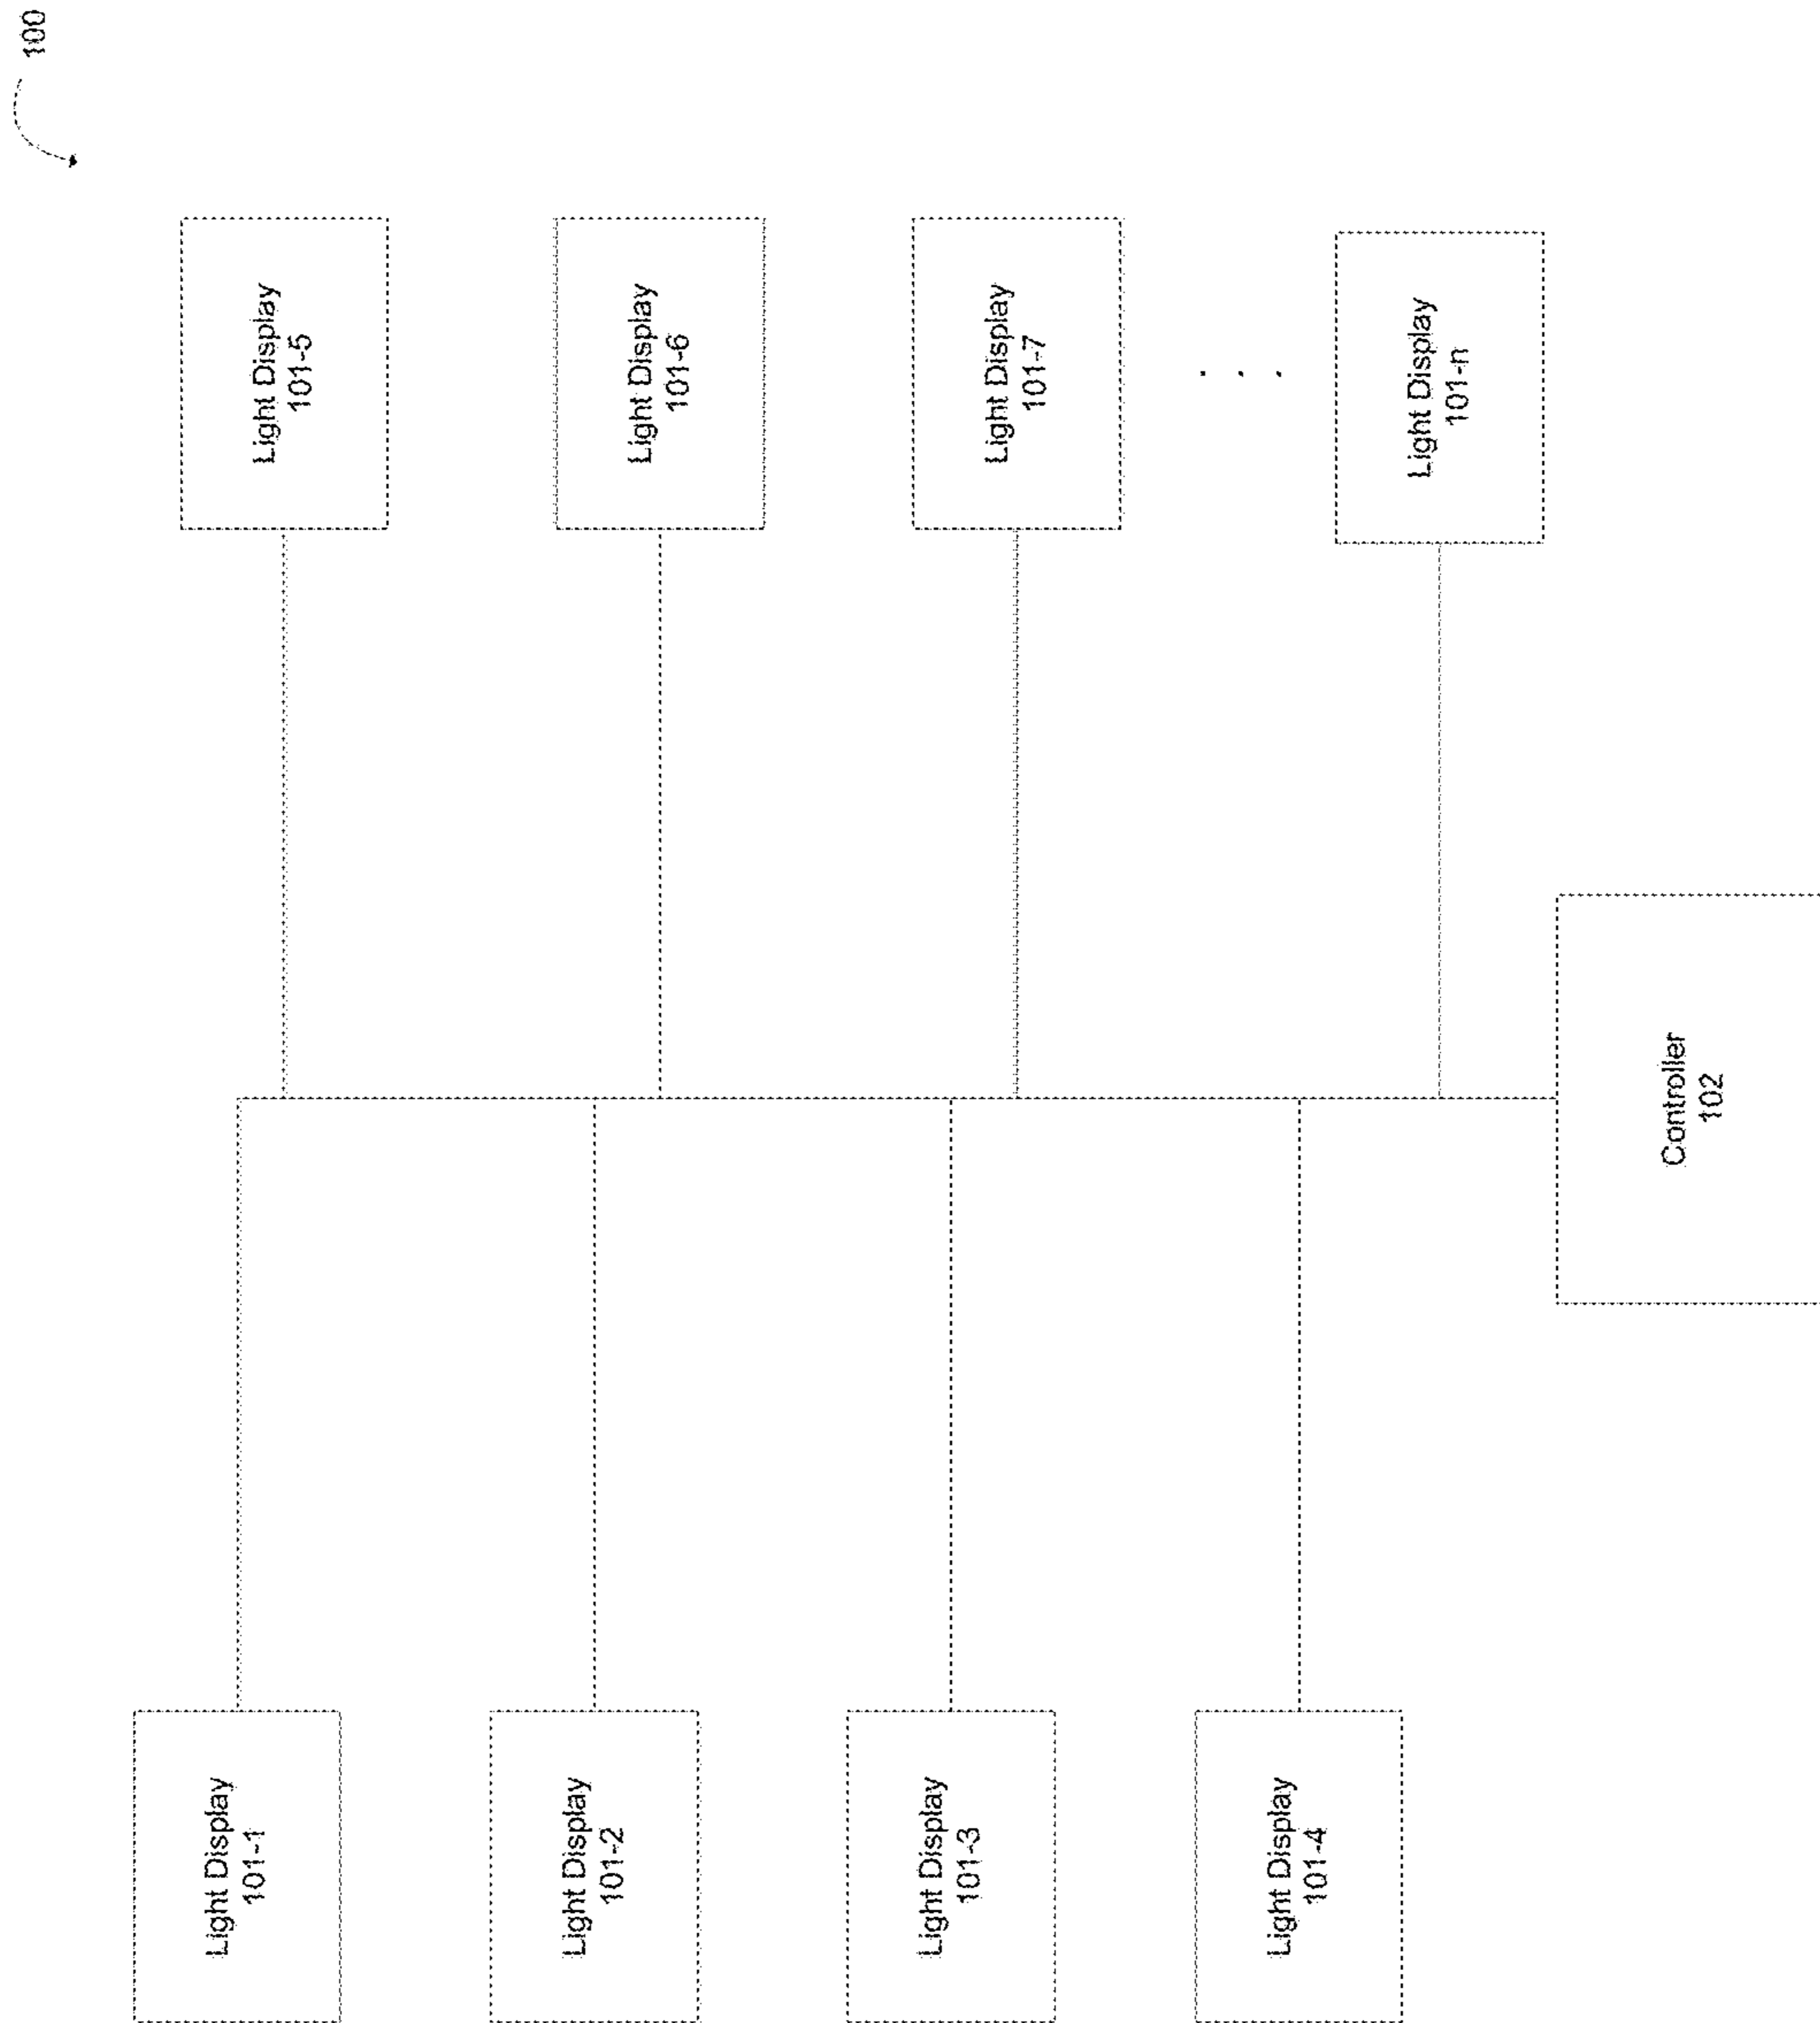 100
Light Display
101-1
Light Display
101-2
Light Display
101-3
Light Display
101-4
Light Display
101-5
Light Display
101-6
Light Display
101-7
. . .
Light Display
101-n
Controller
102